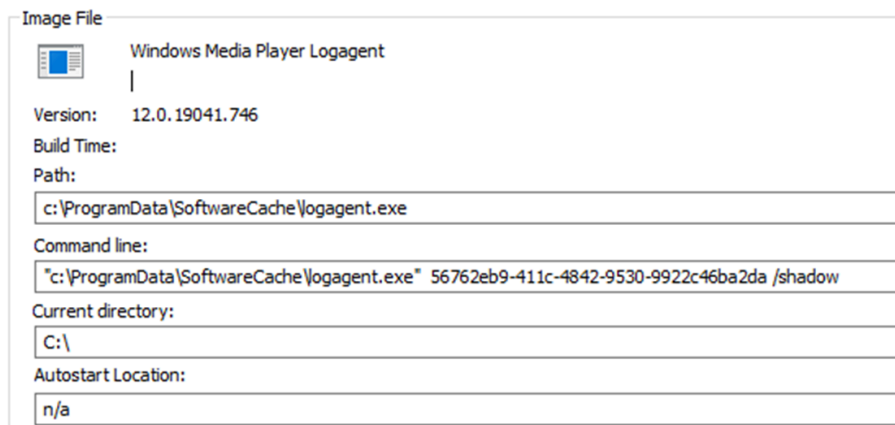 Image File
Windows Media Player Logagent
Version: 12.0.19041.746
Build Time:
Path:
c:\ProgramData\SoftwareCache\logagent.exe
Command line:
"c:\ProgramData\SoftwareCache\logagent.exe"  56762eb9-411c-4842-9530-9922c46ba2da /shadow
Current directory:
C:\
Autostart Location:
n/a